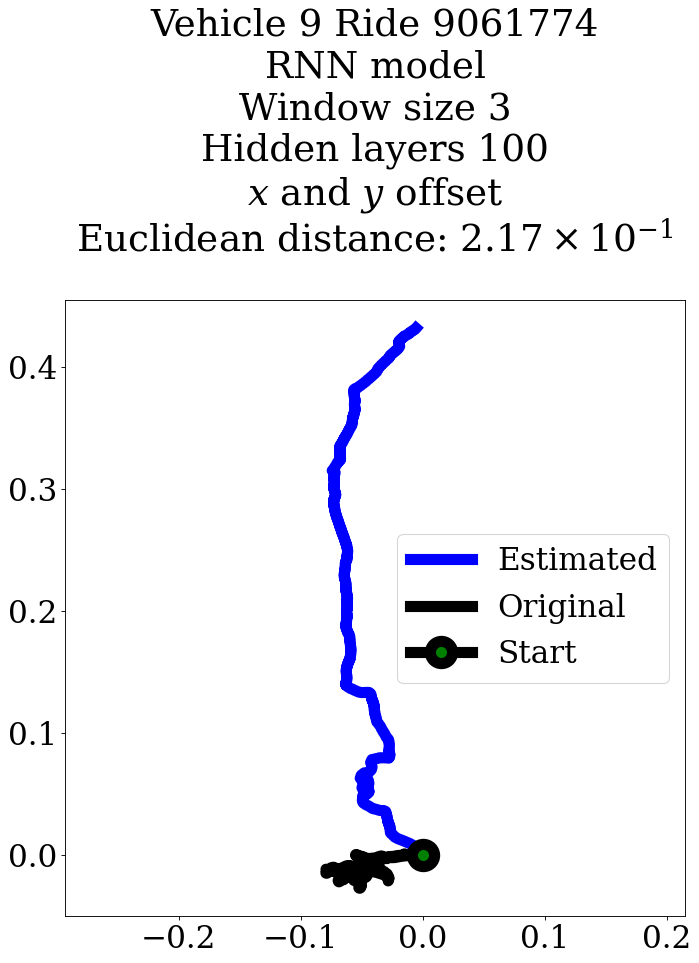 Vehicle 9 Ride 9061774
RNN model
Window size 3
Hidden layers 100
x and y offset
Euclidean distance: 2.17 × 10⁻¹
0.4
0.3
0.2
0.1
0.0
Estimated
Original
Start
−0.2
−0.1
0.0
0.1
0.2